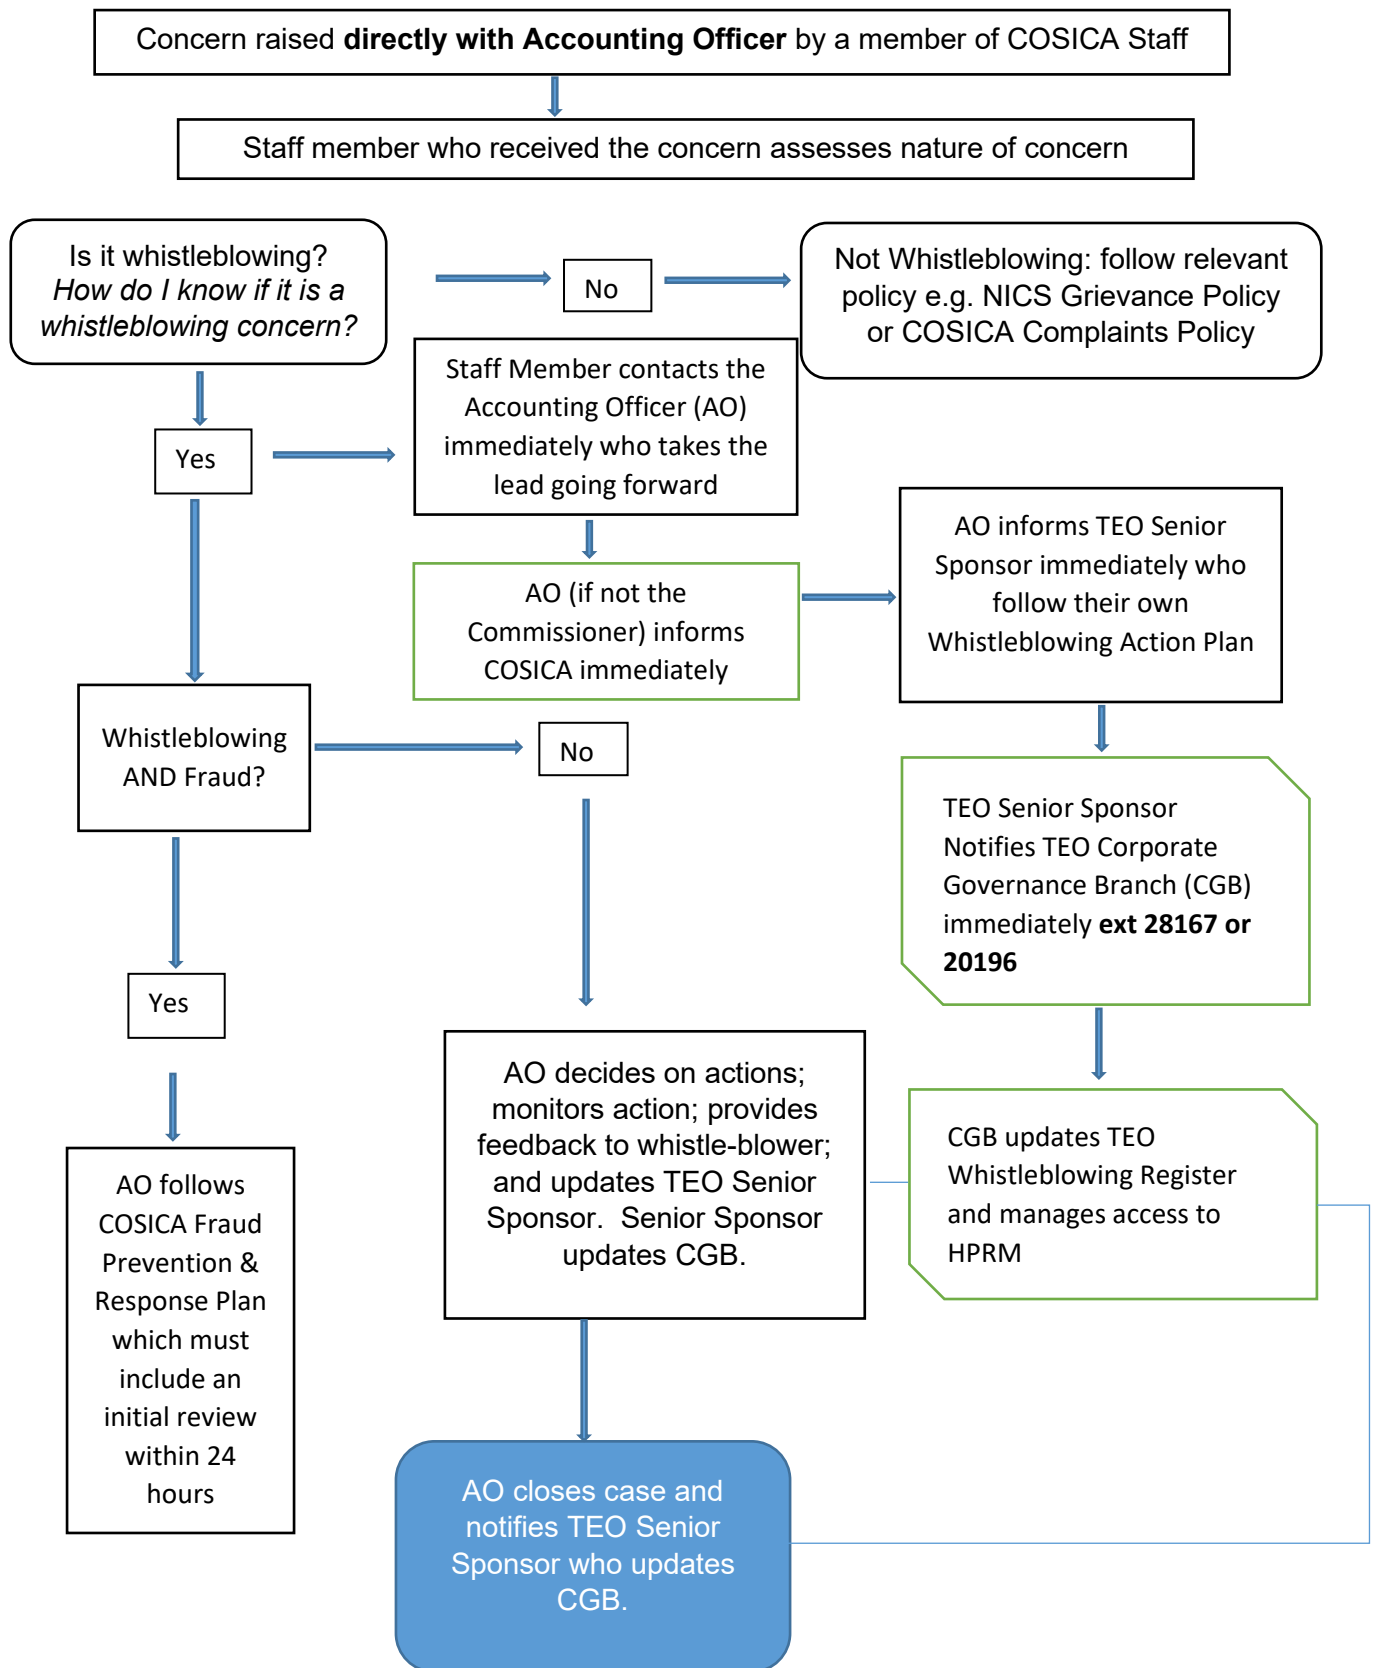 Concern raised directly with Accounting Officer by a member of COSICA Staff
Staff member who received the concern assesses nature of concern
Is it whistleblowing?
How do I know if it is a
whistleblowing concern?
No
Not Whistleblowing: follow relevant
policy e.g. NICS Grievance Policy
or COSICA Complaints Policy
Yes
Staff Member contacts the
Accounting Officer (AO)
immediately who takes the
lead going forward
AO (if not the
Commissioner) informs
COSICA immediately
AO informs TEO Senior
Sponsor immediately who
follow their own
Whistleblowing Action Plan
Whistleblowing
AND Fraud?
No
TEO Senior Sponsor
Notifies TEO Corporate
Governance Branch (CGB)
immediately ext 28167 or
20196
Yes
AO decides on actions;
monitors action; provides
feedback to whistle-blower;
and updates TEO Senior
Sponsor.  Senior Sponsor
updates CGB.
CGB updates TEO
Whistleblowing Register
and manages access to
HPRM
AO follows
COSICA Fraud
Prevention &
Response Plan
which must
include an
initial review
within 24
hours
AO closes case and
notifies TEO Senior
Sponsor who updates
CGB.